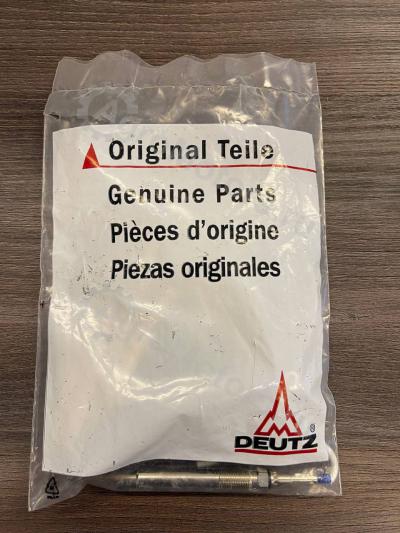 Original Teile
Genuine Parts
Pièces d'origine
Piezas originales
DEUTZ
®